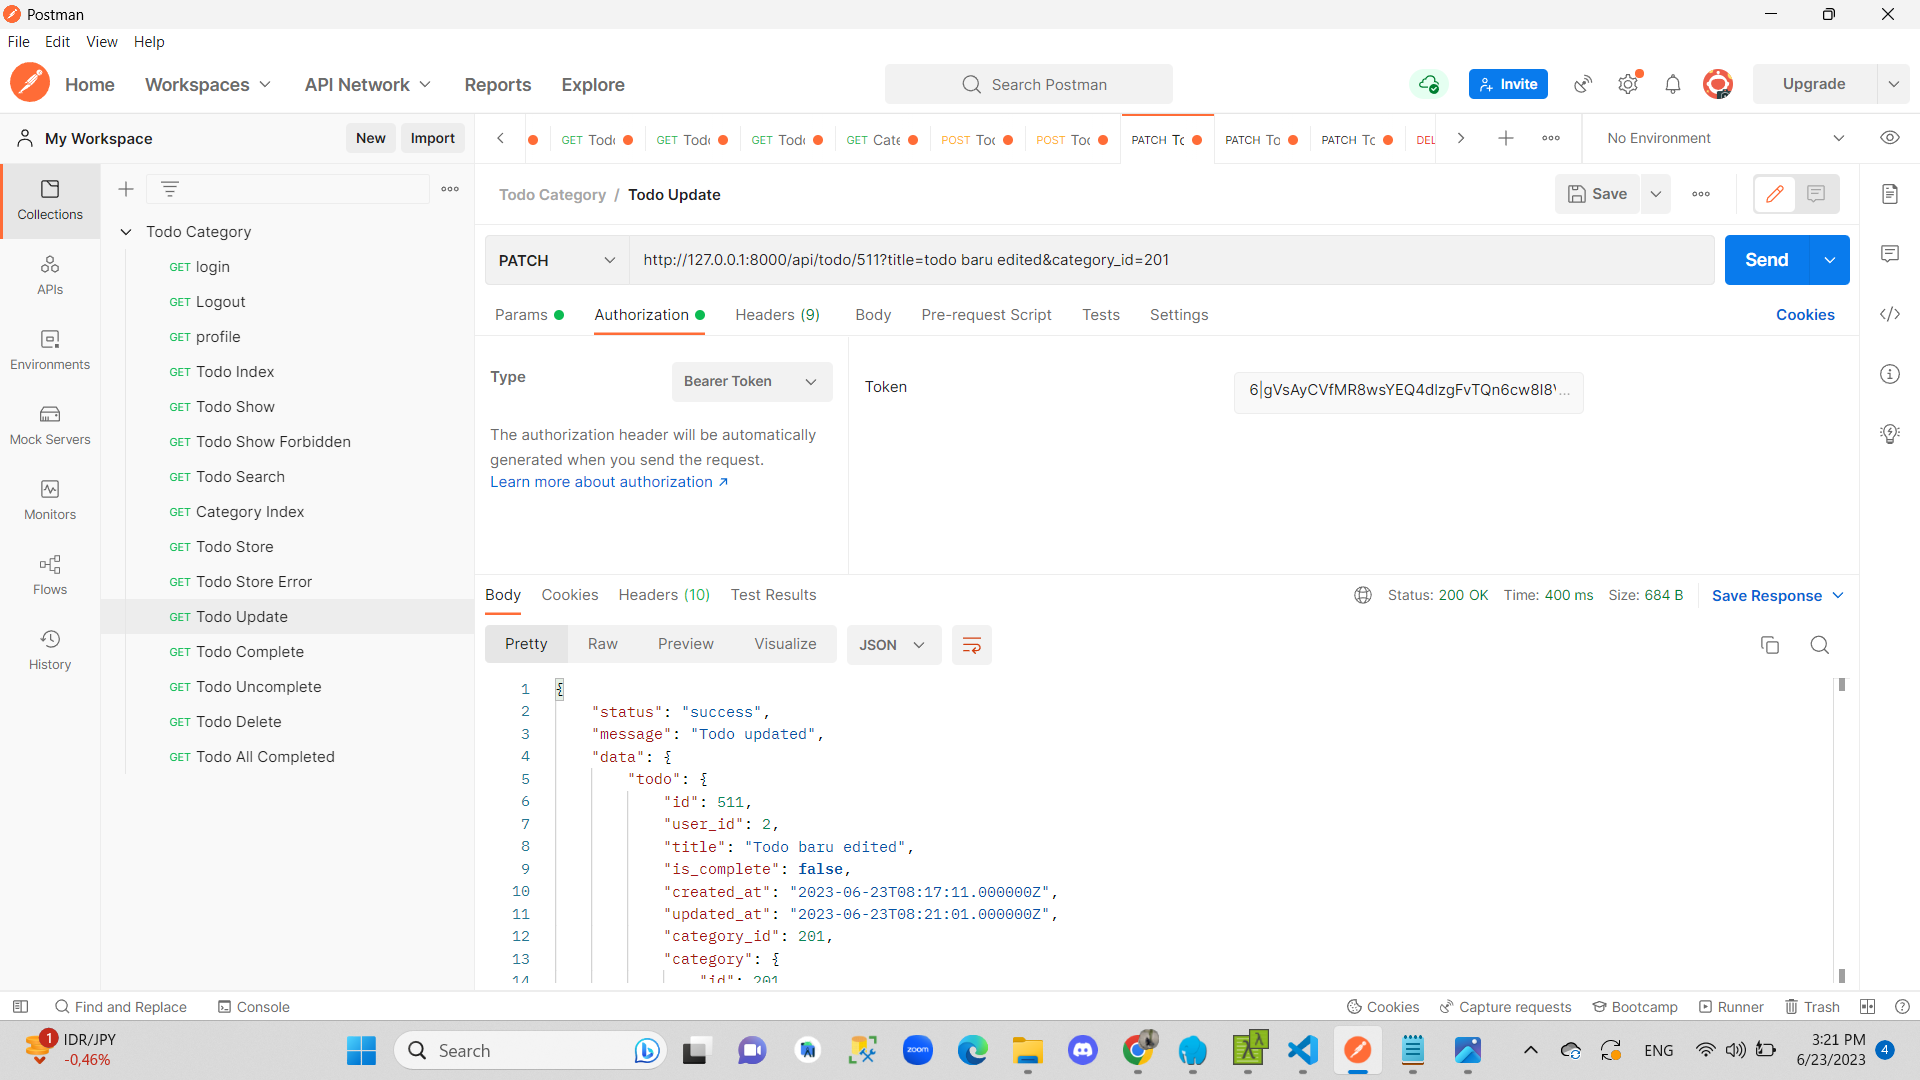 Postman
File Edit View Help
Home Workspaces API Network Reports Explore Search Postman Invite Upgrade
My Workspace New Import GET Todo GET Todo GET Todo GET Cate POST Toc POST Toc PATCH Tc PATCH To PATCH To DEL No Environment
Todo Category / Todo Update Save
Collections
APIs
Environments
Mock Servers
Monitors
Flows
History
Todo Category
GET login
GET Logout
GET profile
GET Todo Index
GET Todo Show
GET Todo Show Forbidden
GET Todo Search
GET Category Index
GET Todo Store
GET Todo Store Error
GET Todo Update
GET Todo Complete
GET Todo Uncomplete
GET Todo Delete
GET Todo All Completed
PATCH http://127.0.0.1:8000/api/todo/511?title=todo baru edited&category_id=201 Send
Params Authorization Headers (9) Body Pre-request Script Tests Settings Cookies
Type Bearer Token
The authorization header will be automatically
generated when you send the request.
Learn more about authorization ↗
Token
Body Cookies Headers (10) Test Results Status: 200 OK Time: 400 ms Size: 684 B Save Response
Pretty Raw Preview Visualize JSON
1 {
2 "status": "success",
3 "message": "Todo updated",
4 "data": {
5 "todo": {
6 "id": 511,
7 "user_id": 2,
8 "title": "Todo baru edited",
9 "is_complete": false,
10 "created_at": "2023-06-23T08:17:11.000000Z",
11 "updated_at": "2023-06-23T08:21:01.000000Z",
12 "category_id": 201,
13 "category": {
14 "id": 201
Find and Replace Console Cookies Capture requests Bootcamp Runner Trash
1 IDR/JPY
-0,46%
Search
zoom
ENG
3:21 PM
6/23/2023
4